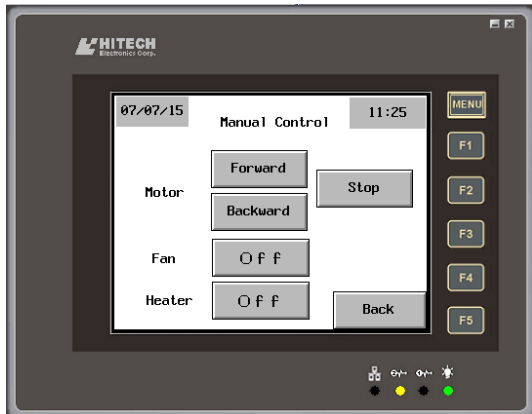 HITECH
Electronics Corp.
07/07/15
Manual Control
11:25
MENU
F1
F2
F3
F4
F5
Motor
Forward
Backward
Stop
Fan
Off
Heater
Off
Back